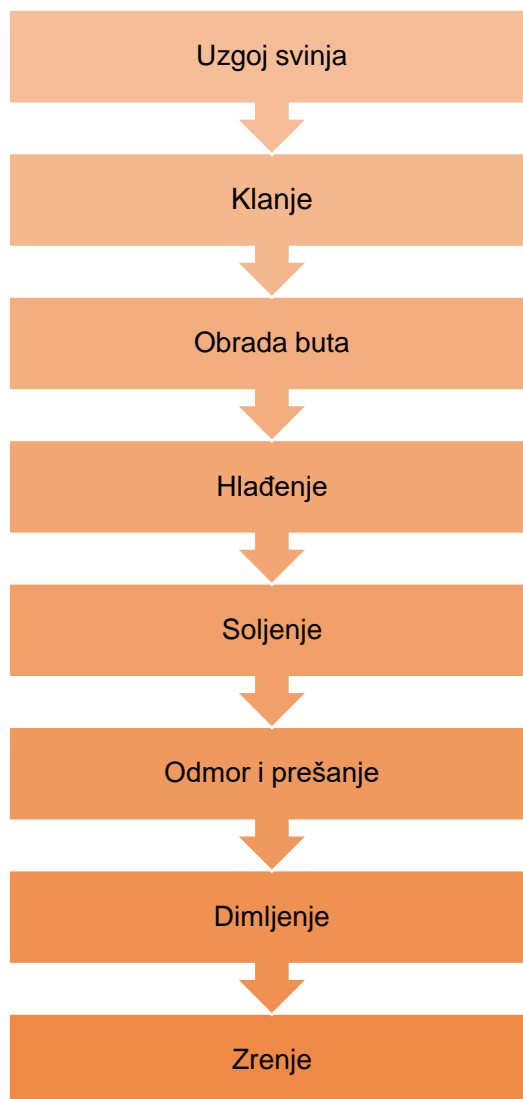 Uzgoj svinja
Klanje
Obrada buta
Hlađenje
Soljenje
Odmor i prešanje
Dimljenje
Zrenje